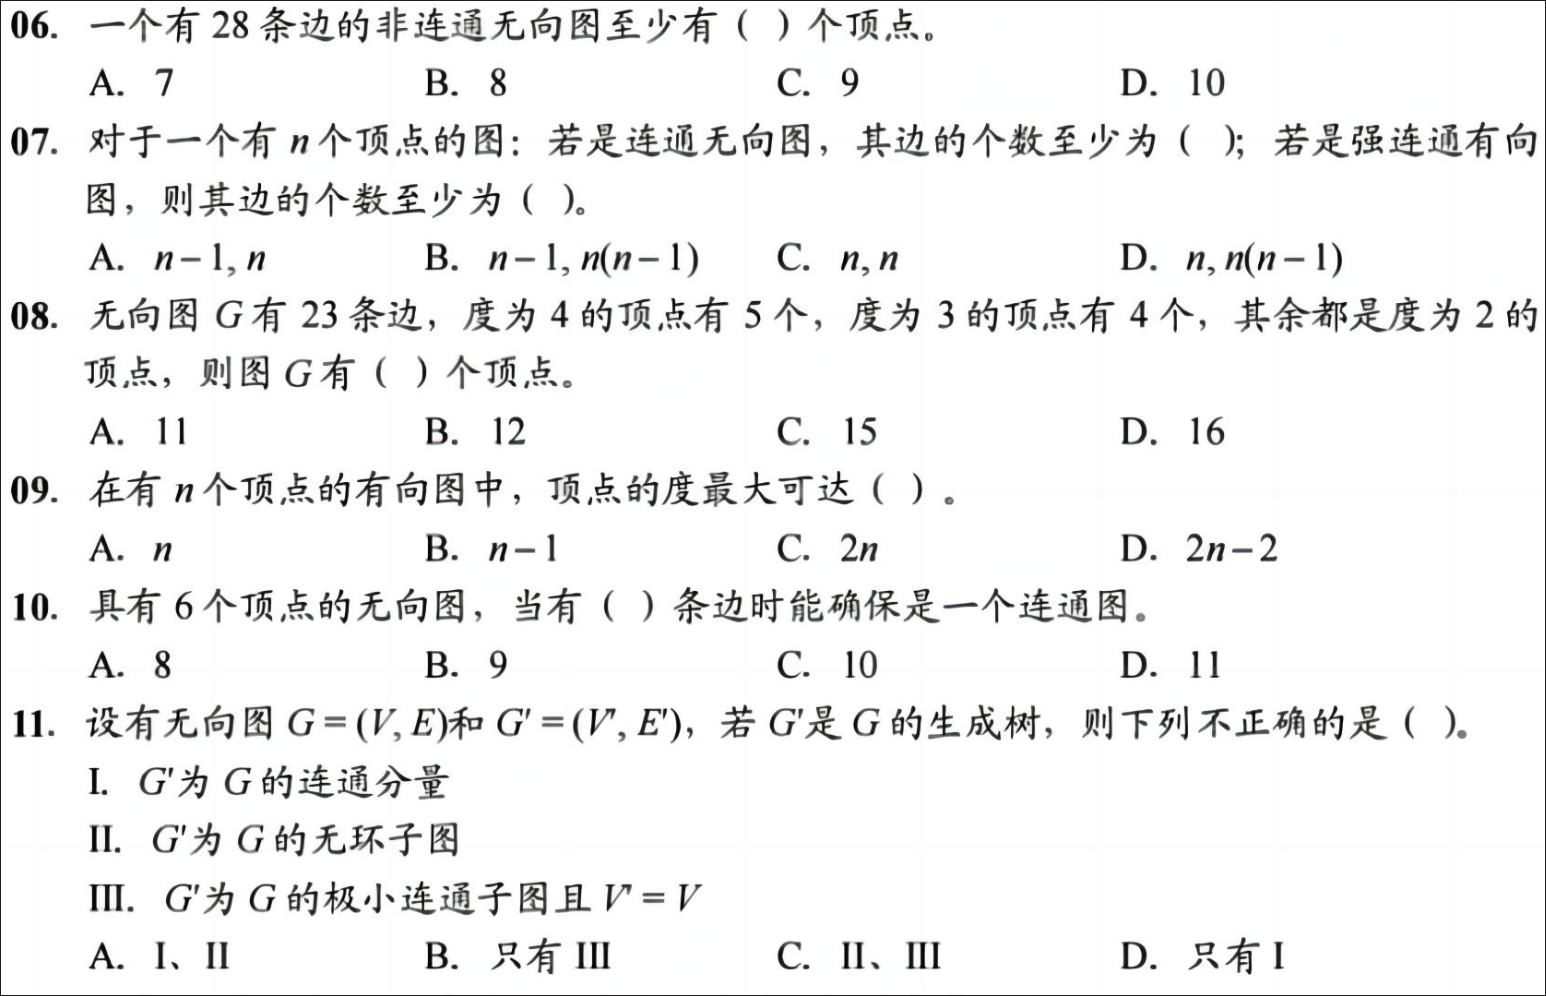 06. 一个有 28 条边的非连通无向图至少有（ ）个顶点。
A. 7 B. 8 C. 9 D. 10
07. 对于一个有 n 个顶点的图：若是连通无向图，其边的个数至少为（ ）；若是强连通有向
图，则其边的个数至少为（ ）。
A. n－1, n B. n－1, n(n－1) C. n, n D. n, n(n－1)
08. 无向图 G 有 23 条边，度为 4 的顶点有 5 个，度为 3 的顶点有 4 个，其余都是度为 2 的
顶点，则图 G 有（ ）个顶点。
A. 11 B. 12 C. 15 D. 16
09. 在有 n 个顶点的有向图中，顶点的度最大可达（ ）。
A. n B. n－1 C. 2n D. 2n－2
10. 具有 6 个顶点的无向图，当有（ ）条边时能确保是一个连通图。
A. 8 B. 9 C. 10 D. 11
11. 设有无向图 G＝(V, E)和 G'＝(V', E')，若 G'是 G 的生成树，则下列不正确的是（ ）。
I. G'为 G 的连通分量
II. G'为 G 的无环子图
III. G'为 G 的极小连通子图且 V'＝V
A. I、II B. 只有 III C. II、III D. 只有 I